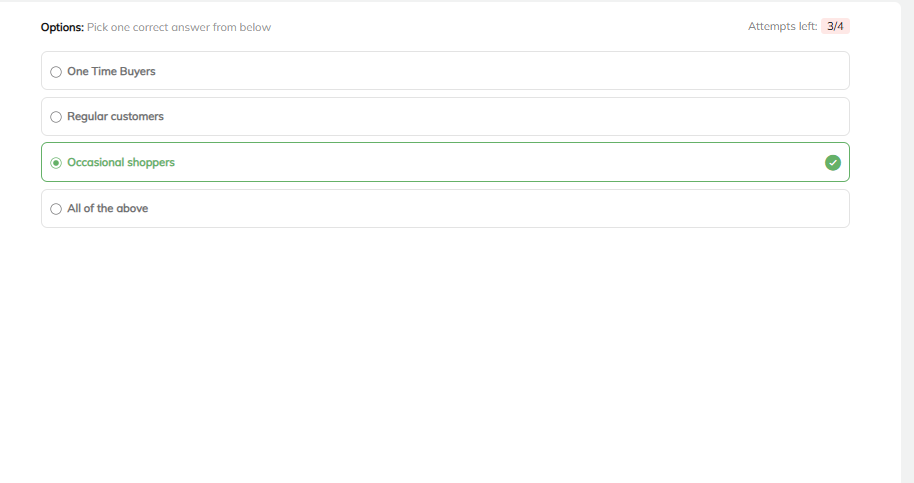 Options: Pick one correct answer from below
Attempts left: 3/4
One Time Buyers
Regular customers
Occasional shoppers
All of the above